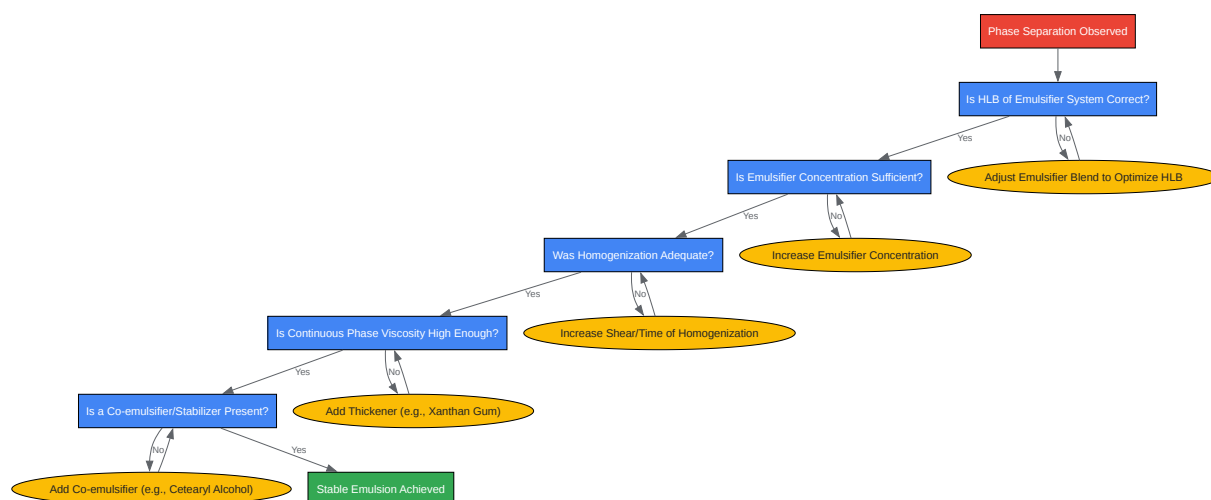 Phase Separation Observed
Is HLB of Emulsifier System Correct?
Yes
No
Is Emulsifier Concentration Sufficient?
Adjust Emulsifier Blend to Optimize HLB
Yes
No
Was Homogenization Adequate?
Increase Emulsifier Concentration
Yes
No
Is Continuous Phase Viscosity High Enough?
Increase Shear/Time of Homogenization
Yes
No
Is a Co-emulsifier/Stabilizer Present?
Add Thickener (e.g., Xanthan Gum)
No
Yes
Add Co-emulsifier (e.g., Cetearyl Alcohol)
Stable Emulsion Achieved